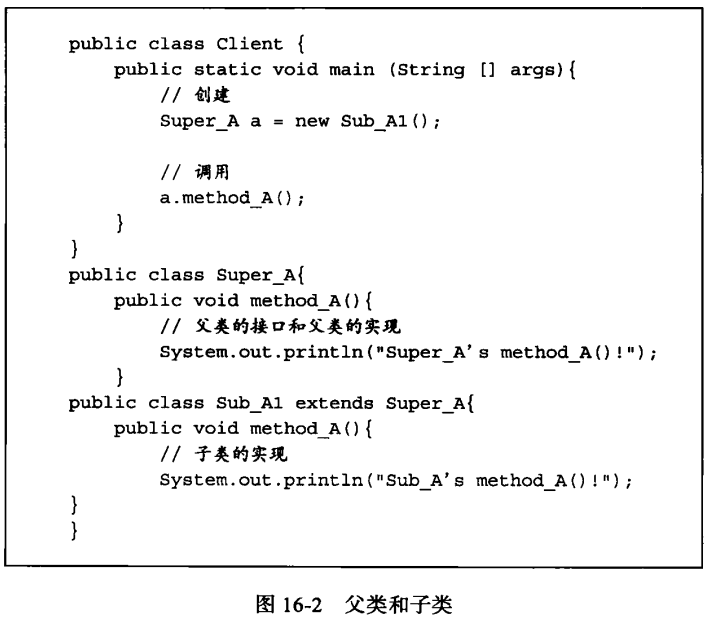 public class Client {
    public static void main (String [] args){
        // 创建
        Super_A a = new Sub_A1();

        // 调用
        a.method_A();
    }
}
public class Super_A{
    public void method_A(){
        // 父类的接口和父类的实现
        System.out.println("Super_A's method_A()!");
    }
public class Sub_A1 extends Super_A{
    public void method_A(){
        // 子类的实现
        System.out.println("Sub_A's method_A()!");
}
}
图 16-2 父类和子类